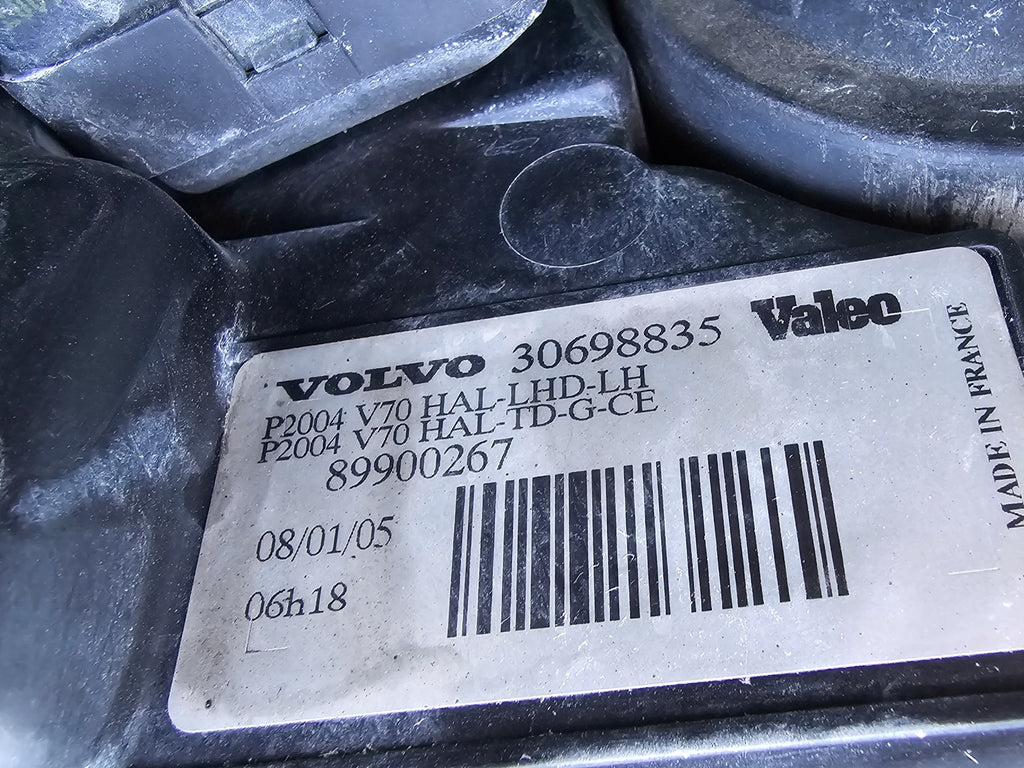 VOLVO 30698835 Valeo
P2004 V70 HAL-LHD-LH
P2004 V70 HAL-TD-G-CE
89900267
08/01/05
06h18
MADE IN FRANCE